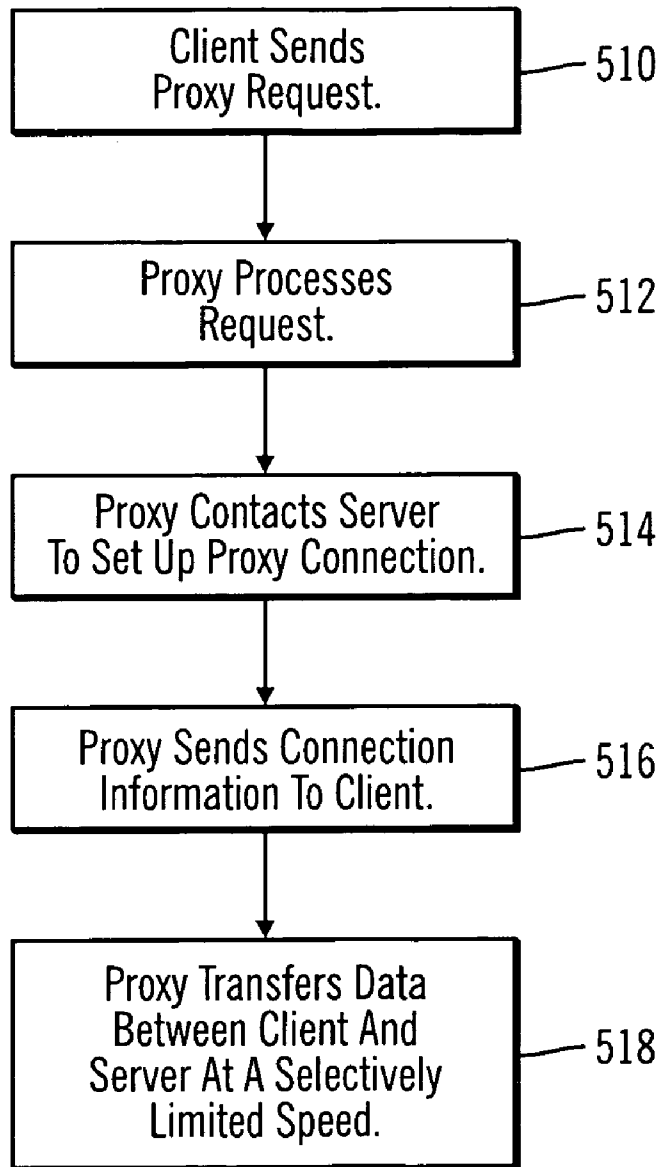 Client Sends
Proxy Request.
510
Proxy Processes
Request.
512
Proxy Contacts Server
To Set Up Proxy Connection.
514
Proxy Sends Connection
Information To Client.
516
Proxy Transfers Data
Between Client And
Server At A Selectively
Limited Speed.
518